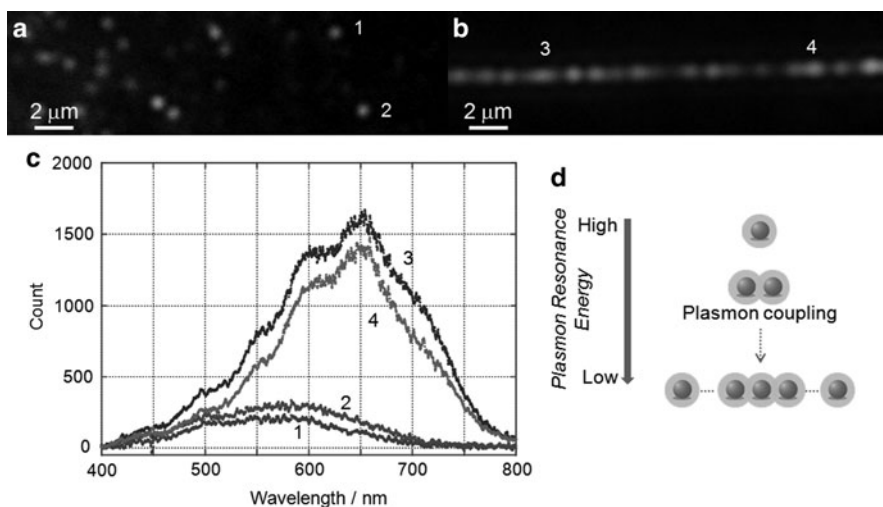 a
1
2
2 μm
b
3
4
2 μm
c
2000
1500
1000
500
0
Count
3
4
2
1
400
500
600
700
800
Wavelength / nm
d
Plasmon Resonance
Energy
High
Low
Plasmon coupling